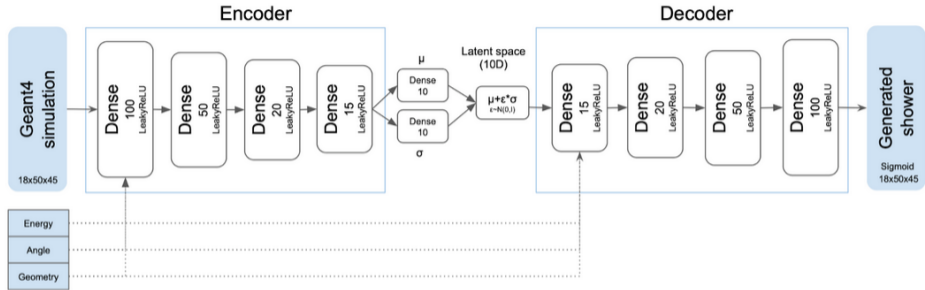 Encoder
Decoder
Geant4
simulation
18x50x45
Dense
100
LeakyReLU
Dense
50
LeakyReLU
Dense
20
LeakyReLU
Dense
15
LeakyReLU
μ
Dense
10
Dense
10
σ
Latent space
(10D)
μ+ε*σ
ε~N(0,I)
Dense
15
LeakyReLU
Dense
20
LeakyReLU
Dense
50
LeakyReLU
Dense
100
LeakyReLU
Generated
shower
Sigmoid
18x50x45
Energy
Angle
Geometry